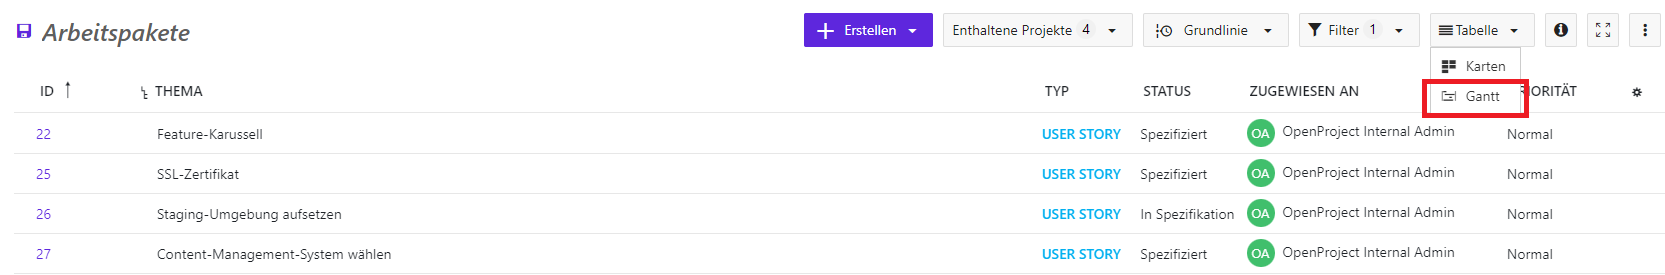 Arbeitspakete
Erstellen Enthaltene Projekte 4 Grundlinie Filter 1 Tabelle
Karten
Gantt
ID THEMA TYP STATUS ZUGEWIESEN AN IORITÄT
22 Feature-Karussell USER STORY Spezifiziert OA OpenProject Internal Admin Normal
25 SSL-Zertifikat USER STORY Spezifiziert OA OpenProject Internal Admin Normal
26 Staging-Umgebung aufsetzen USER STORY In Spezifikation OA OpenProject Internal Admin Normal
27 Content-Management-System wählen USER STORY Spezifiziert OA OpenProject Internal Admin Normal